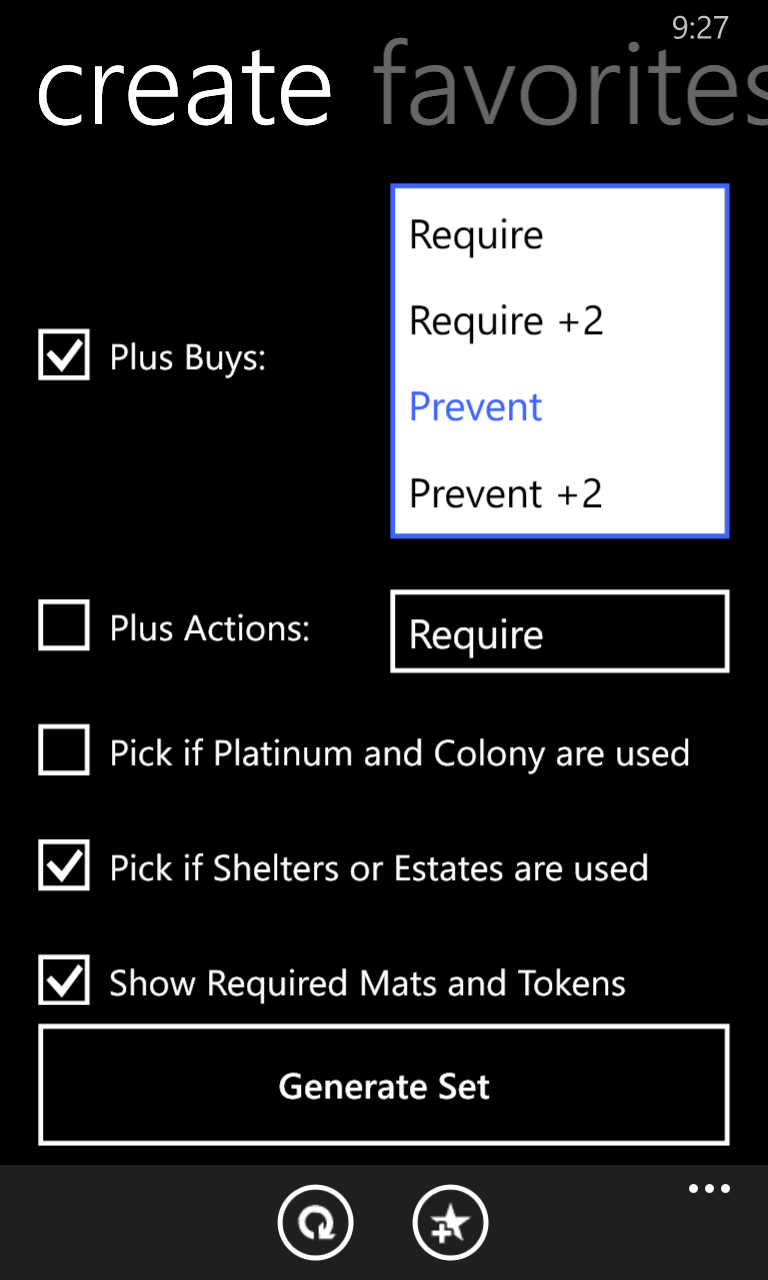 9:27
create favorites
Require
Require +2
Plus Buys:
Prevent
Prevent +2
Plus Actions:
Require
Pick if Platinum and Colony are used
Pick if Shelters or Estates are used
Show Required Mats and Tokens
Generate Set